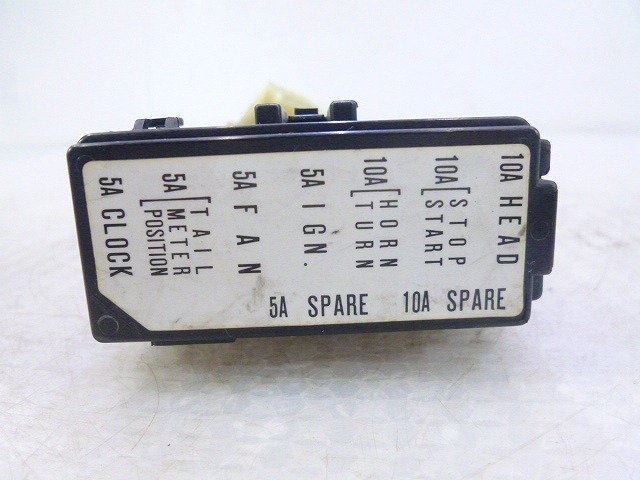 10A HEAD
10A [ STOP
START
10A [ HORN
TURN
5A IGN.
5A FAN
5A [ TAIL
METER
POSITION
5A CLOCK
5A SPARE
10A SPARE